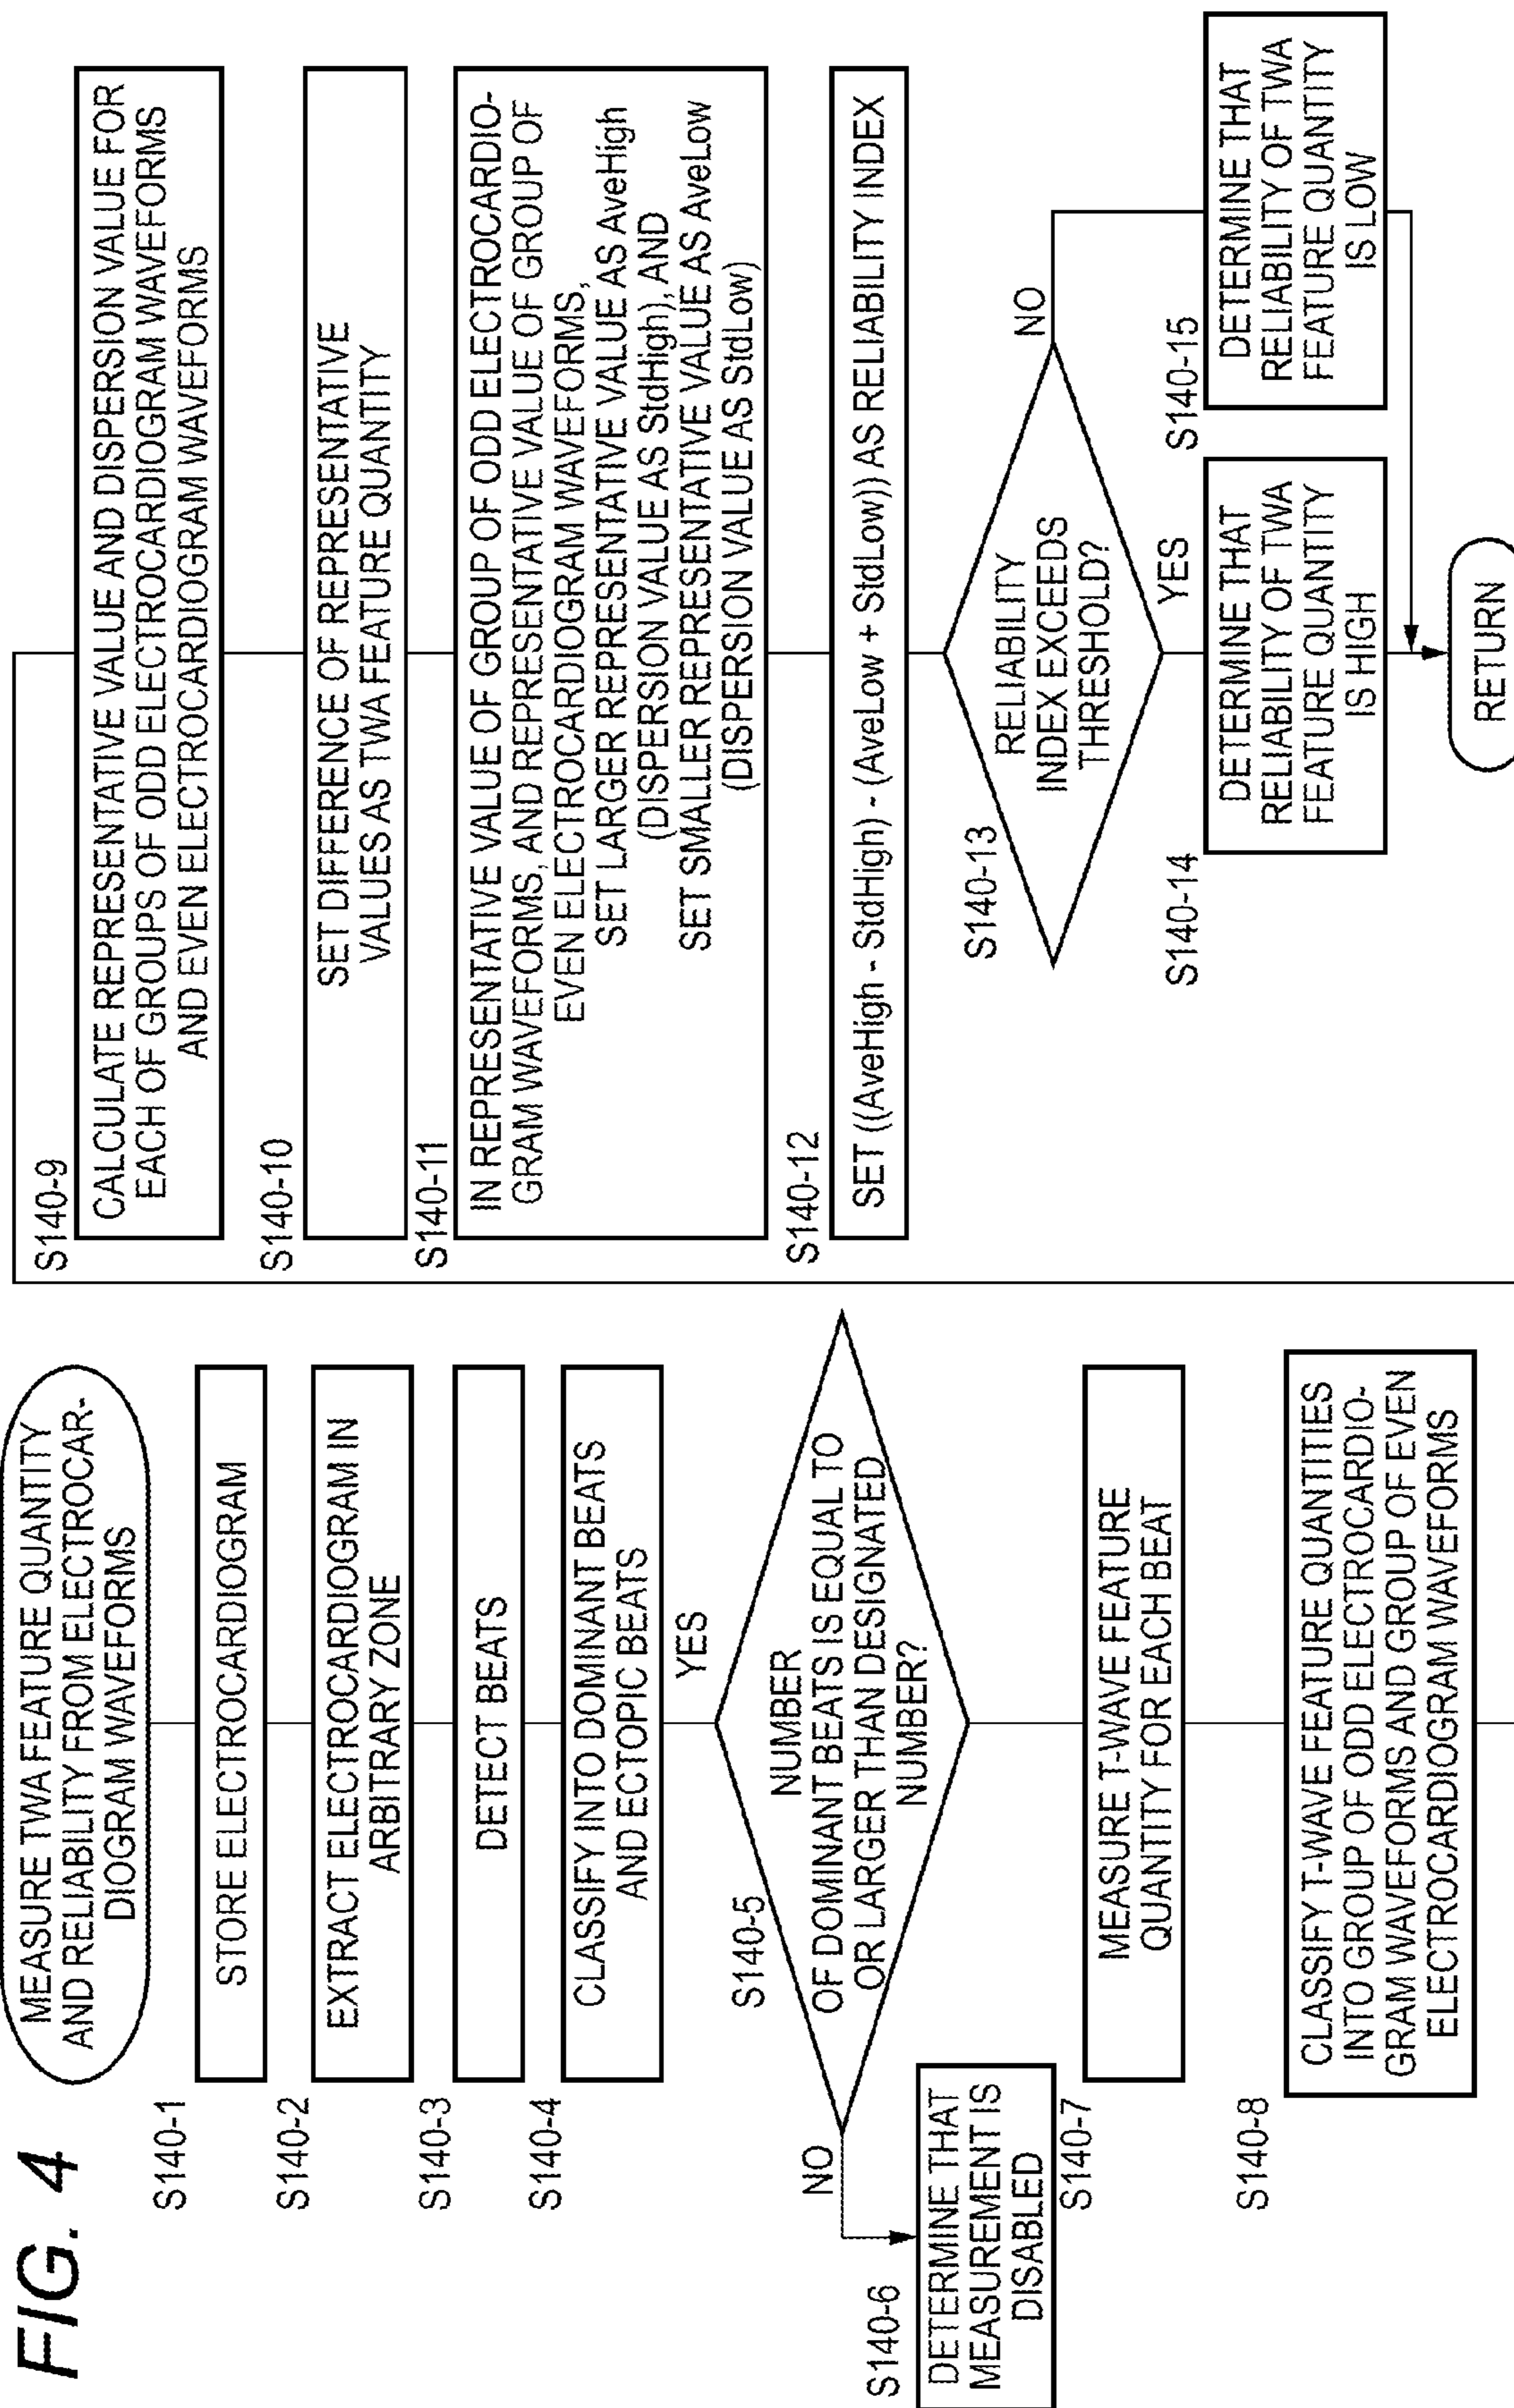 FIG. 4
MEASURE TWA FEATURE QUANTITY
AND RELIABILITY FROM ELECTROCAR-
DIOGRAM WAVEFORMS
S140-1
STORE ELECTROCARDIOGRAM
S140-2
EXTRACT ELECTROCARDIOGRAM IN
ARBITRARY ZONE
S140-3
DETECT BEATS
S140-4
CLASSIFY INTO DOMINANT BEATS
AND ECTOPIC BEATS
YES
S140-5
NUMBER
OF DOMINANT BEATS IS EQUAL TO
OR LARGER THAN DESIGNATED
NUMBER?
NO
S140-6
DETERMINE THAT
MEASUREMENT IS
DISABLED
S140-7
MEASURE T-WAVE FEATURE
QUANTITY FOR EACH BEAT
S140-8
CLASSIFY T-WAVE FEATURE QUANTITIES
INTO GROUP OF ODD ELECTROCARDIO-
GRAM WAVEFORMS AND GROUP OF EVEN
ELECTROCARDIOGRAM WAVEFORMS
S140-9
CALCULATE REPRESENTATIVE VALUE AND DISPERSION VALUE FOR
EACH OF GROUPS OF ODD ELECTROCARDIOGRAM WAVEFORMS
AND EVEN ELECTROCARDIOGRAM WAVEFORMS
S140-10
SET DIFFERENCE OF REPRESENTATIVE
VALUES AS TWA FEATURE QUANTITY
S140-11
IN REPRESENTATIVE VALUE OF GROUP OF ODD ELECTROCARDIO-
GRAM WAVEFORMS, AND REPRESENTATIVE VALUE OF GROUP OF
EVEN ELECTROCARDIOGRAM WAVEFORMS,
SET LARGER REPRESENTATIVE VALUE AS AveHigh
(DISPERSION VALUE AS StdHigh), AND
SET SMALLER REPRESENTATIVE VALUE AS AveLow
(DISPERSION VALUE AS StdLow)
S140-12
SET ((AveHigh - StdHigh) - (AveLow + StdLow)) AS RELIABILITY INDEX
S140-13
RELIABILITY
INDEX EXCEEDS
THRESHOLD?
NO
YES
S140-14
DETERMINE THAT
RELIABILITY OF TWA
FEATURE QUANTITY
IS HIGH
S140-15
DETERMINE THAT
RELIABILITY OF TWA
FEATURE QUANTITY
IS LOW
RETURN